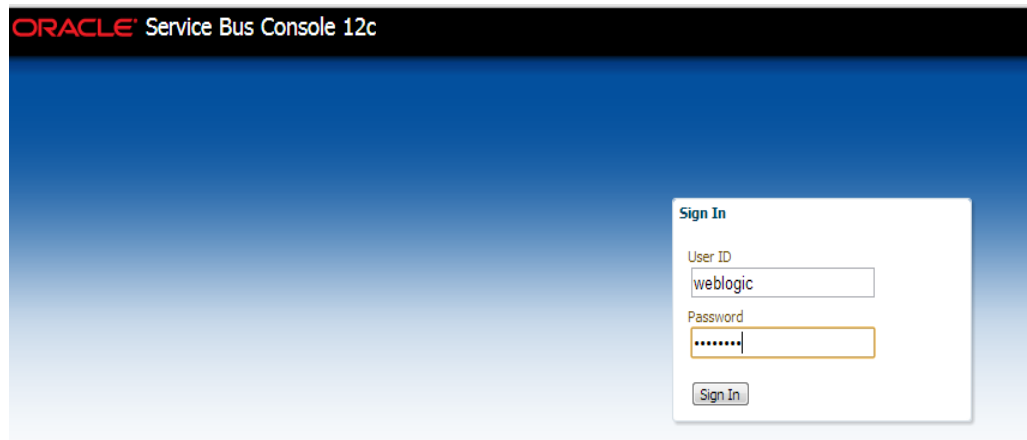 ORACLE® Service Bus Console 12c
Sign In
User ID
weblogic
Password
••••••••
Sign In